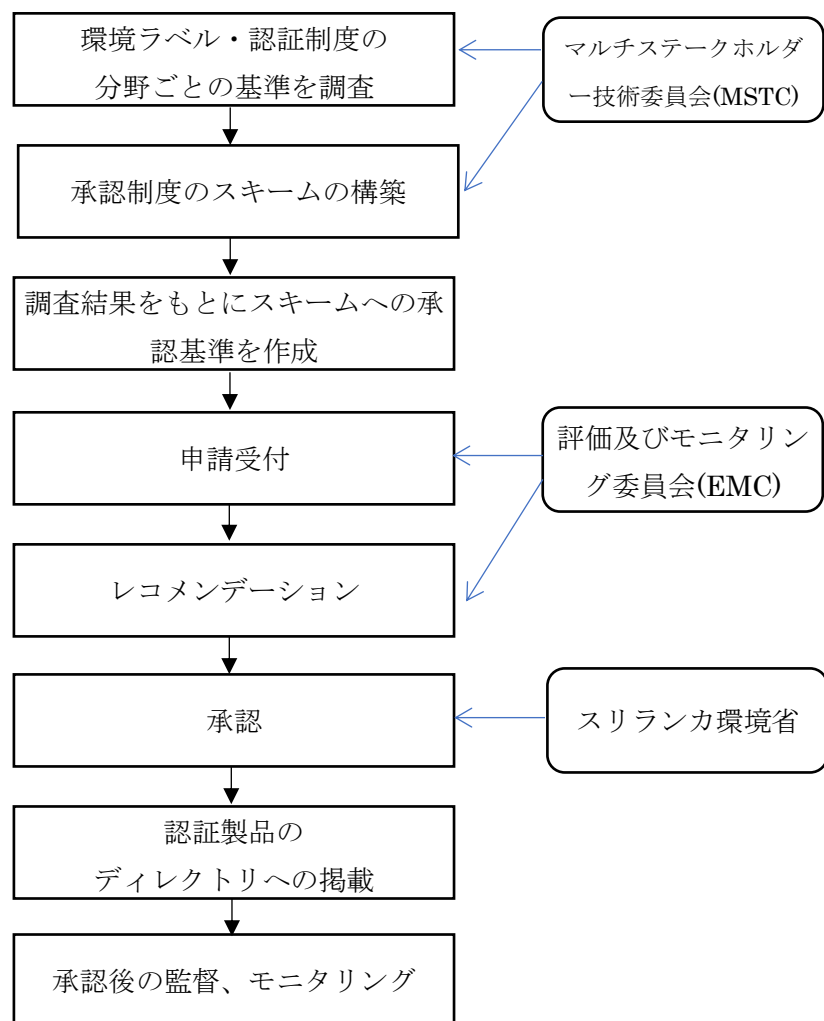 環境ラベル・認証制度の
分野ごとの基準を調査
マルチステークホルダ
ー技術委員会(MSTC)
承認制度のスキームの構築
調査結果をもとにスキームへの承
認基準を作成
申請受付
評価及びモニタリン
グ委員会(EMC)
レコメンデーション
承認
スリランカ環境省
認証製品の
ディレクトリへの掲載
承認後の監督、モニタリング